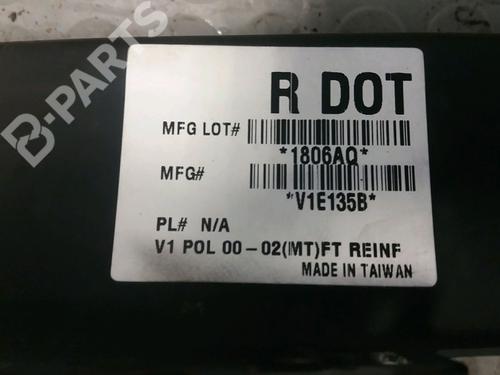 B-PARTS
R DOT
MFG LOT#
*1806AQ*
MFG#
*V1E135B*
PL# N/A
V1 POL 00-02(MT)FT REINF
MADE IN TAIWAN